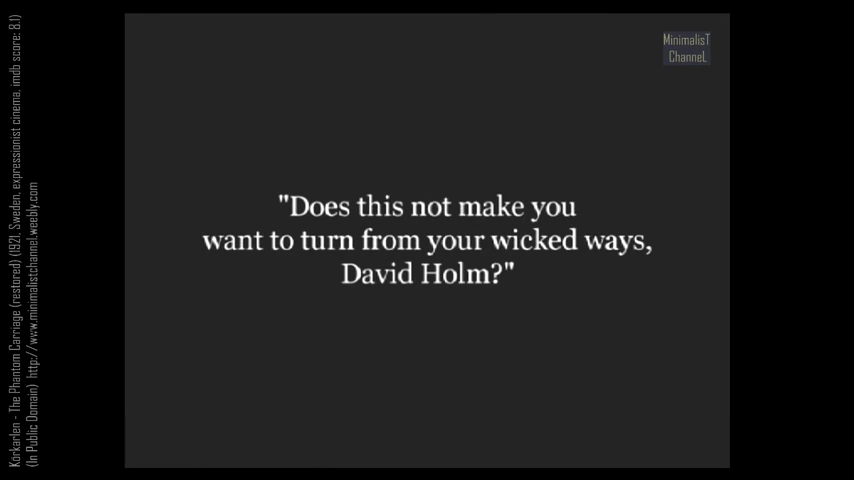 MinimalisT
ChanneL
"Does this not make you
want to turn from your wicked ways,
David Holm?"
Körkarlen - The Phantom Carriage (restored) (1921, Sweden, expressionist cinema, imdb score: 8.1)
(In Public Domain) http://www.minimalistchannel.weebly.com